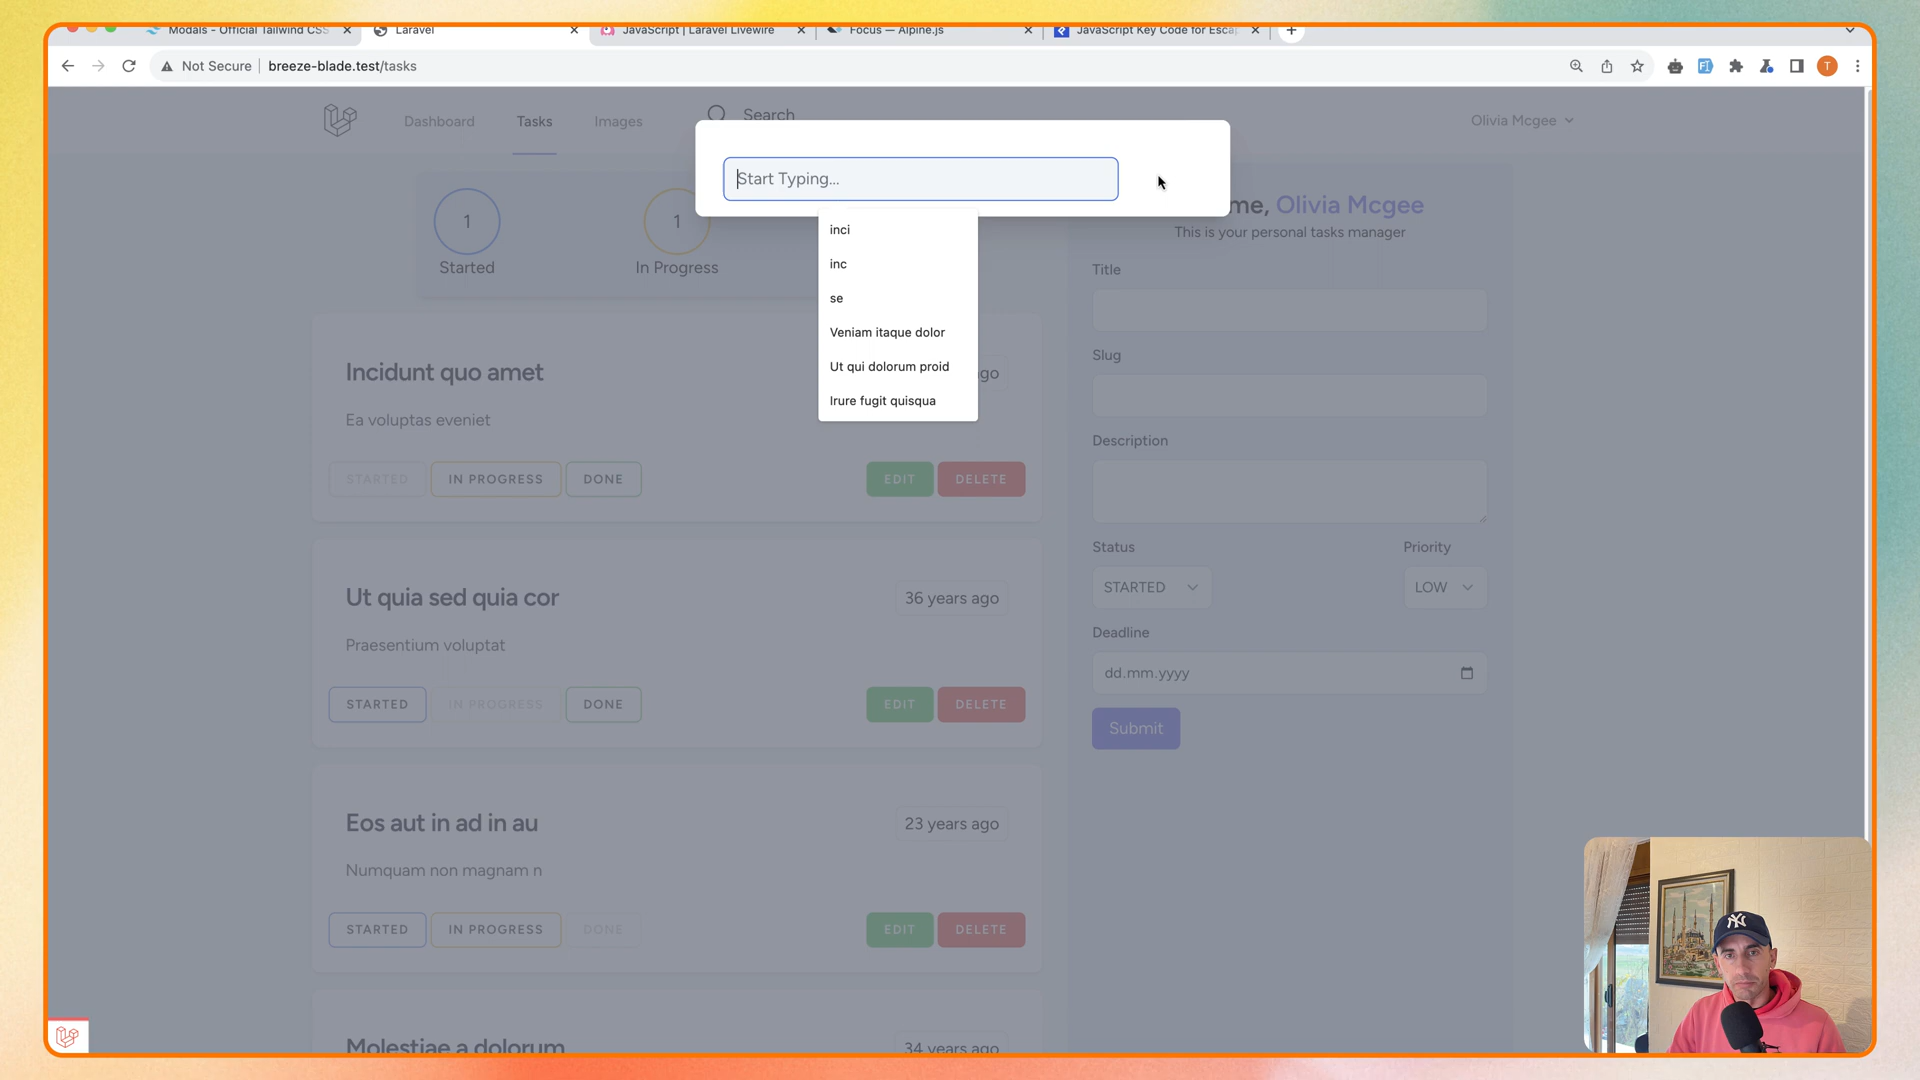 Modals - Official Tailwind CSS
Laravel
JavaScript | Laravel Livewire
Focus — Alpine.js
JavaScript Key Code for Escap
Not Secure
breeze-blade.test/tasks
T
Dashboard
Tasks
Images
Search
Olivia Mcgee
Start Typing...
inci
inc
se
Veniam itaque dolor
Ut qui dolorum proid
Irure fugit quisqua
1
Started
1
In Progress
me, Olivia Mcgee
This is your personal tasks manager
Title
Slug
Description
Status
Priority
STARTED
LOW
Deadline
dd.mm.yyyy
Submit
Incidunt quo amet
ago
Ea voluptas eveniet
STARTED
IN PROGRESS
DONE
EDIT
DELETE
Ut quia sed quia cor
36 years ago
Praesentium voluptat
STARTED
IN PROGRESS
DONE
EDIT
DELETE
Eos aut in ad in au
23 years ago
Numquam non magnam n
STARTED
IN PROGRESS
DONE
EDIT
DELETE
Molestiae a dolorum
34 years ago